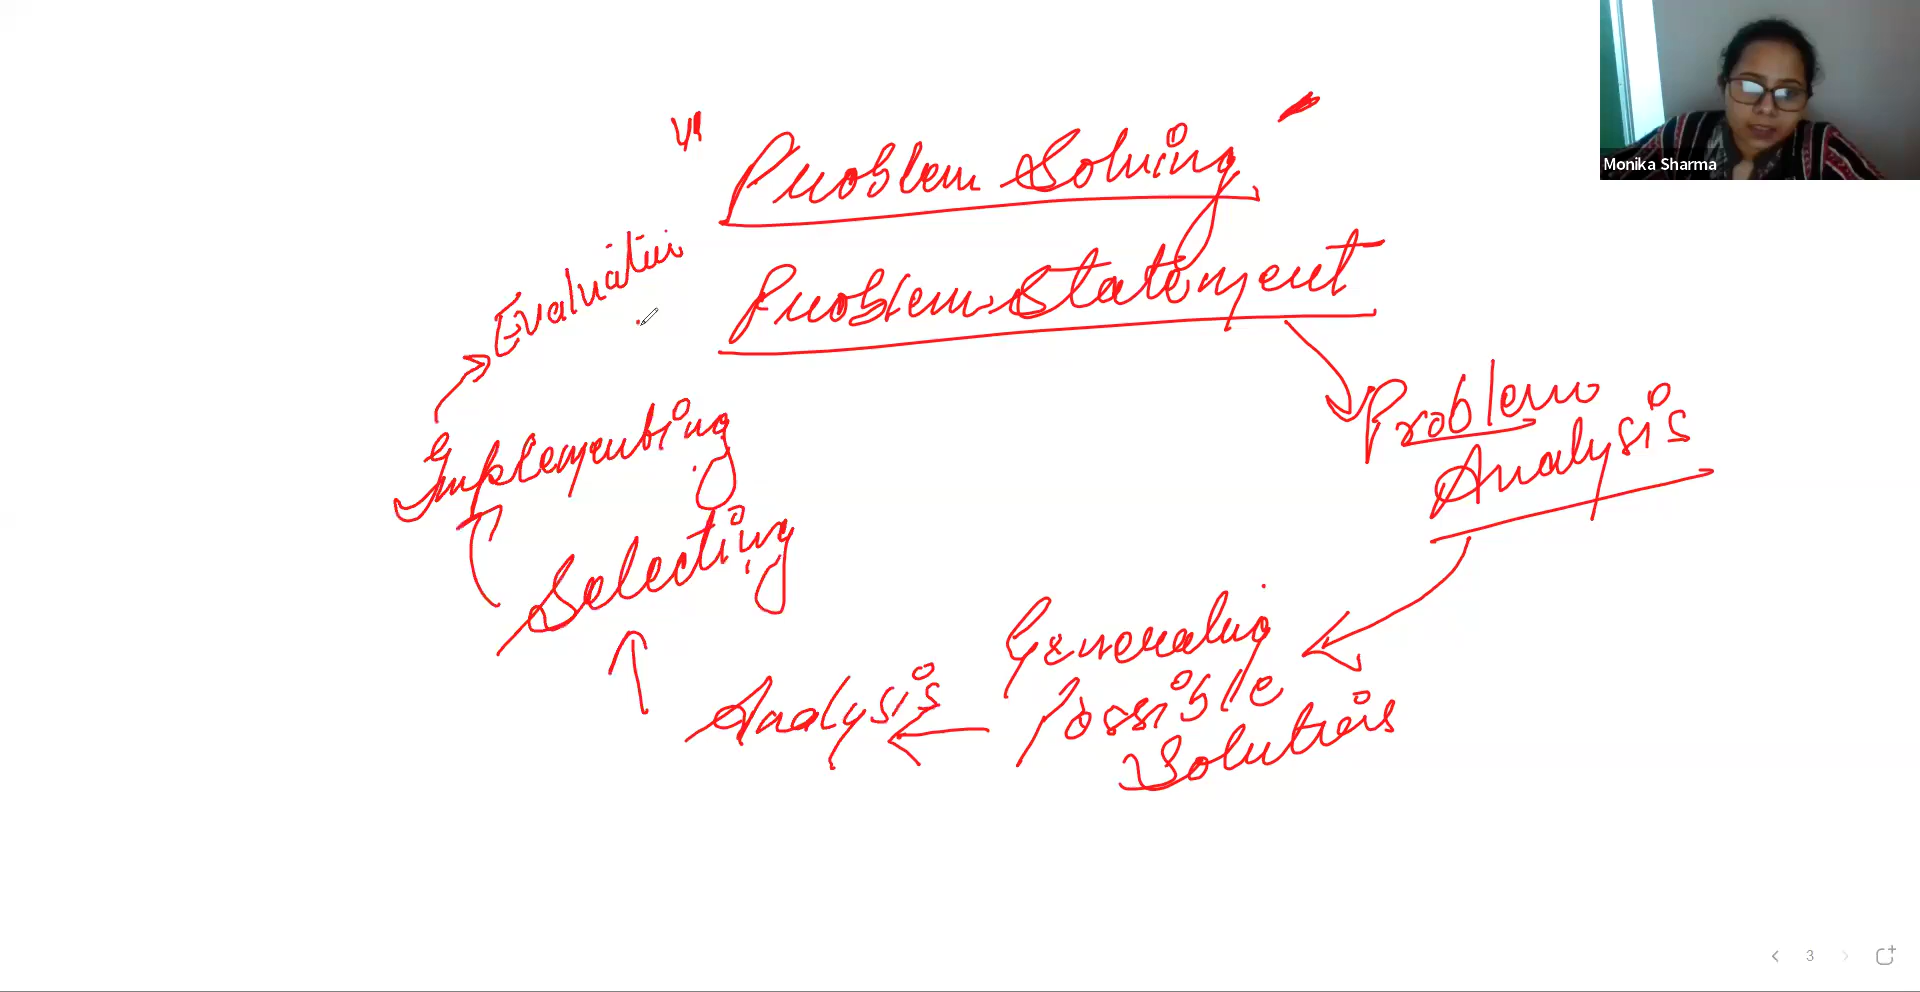 Problem Solving
Problem Statement
Problem
Analysis
Generating
Possible
Solutions
Analysis
Selecting
Implementing
Evaluation
Monika Sharma
3